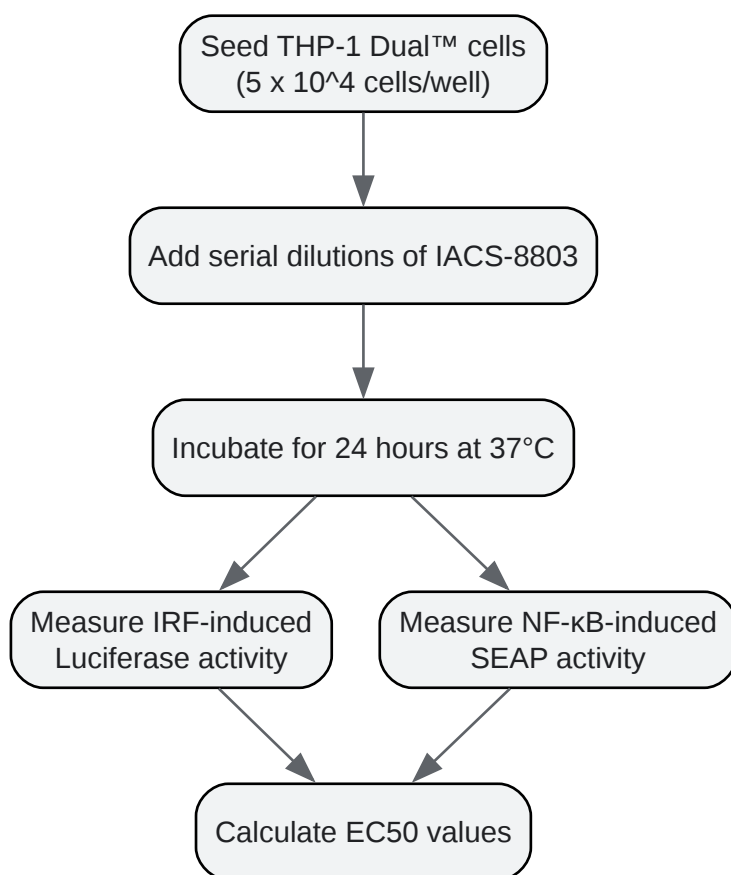 Seed THP-1 Dual™ cells
(5 x 10^4 cells/well)
Add serial dilutions of IACS-8803
Incubate for 24 hours at 37°C
Measure IRF-induced
Luciferase activity
Measure NF-κB-induced
SEAP activity
Calculate EC50 values